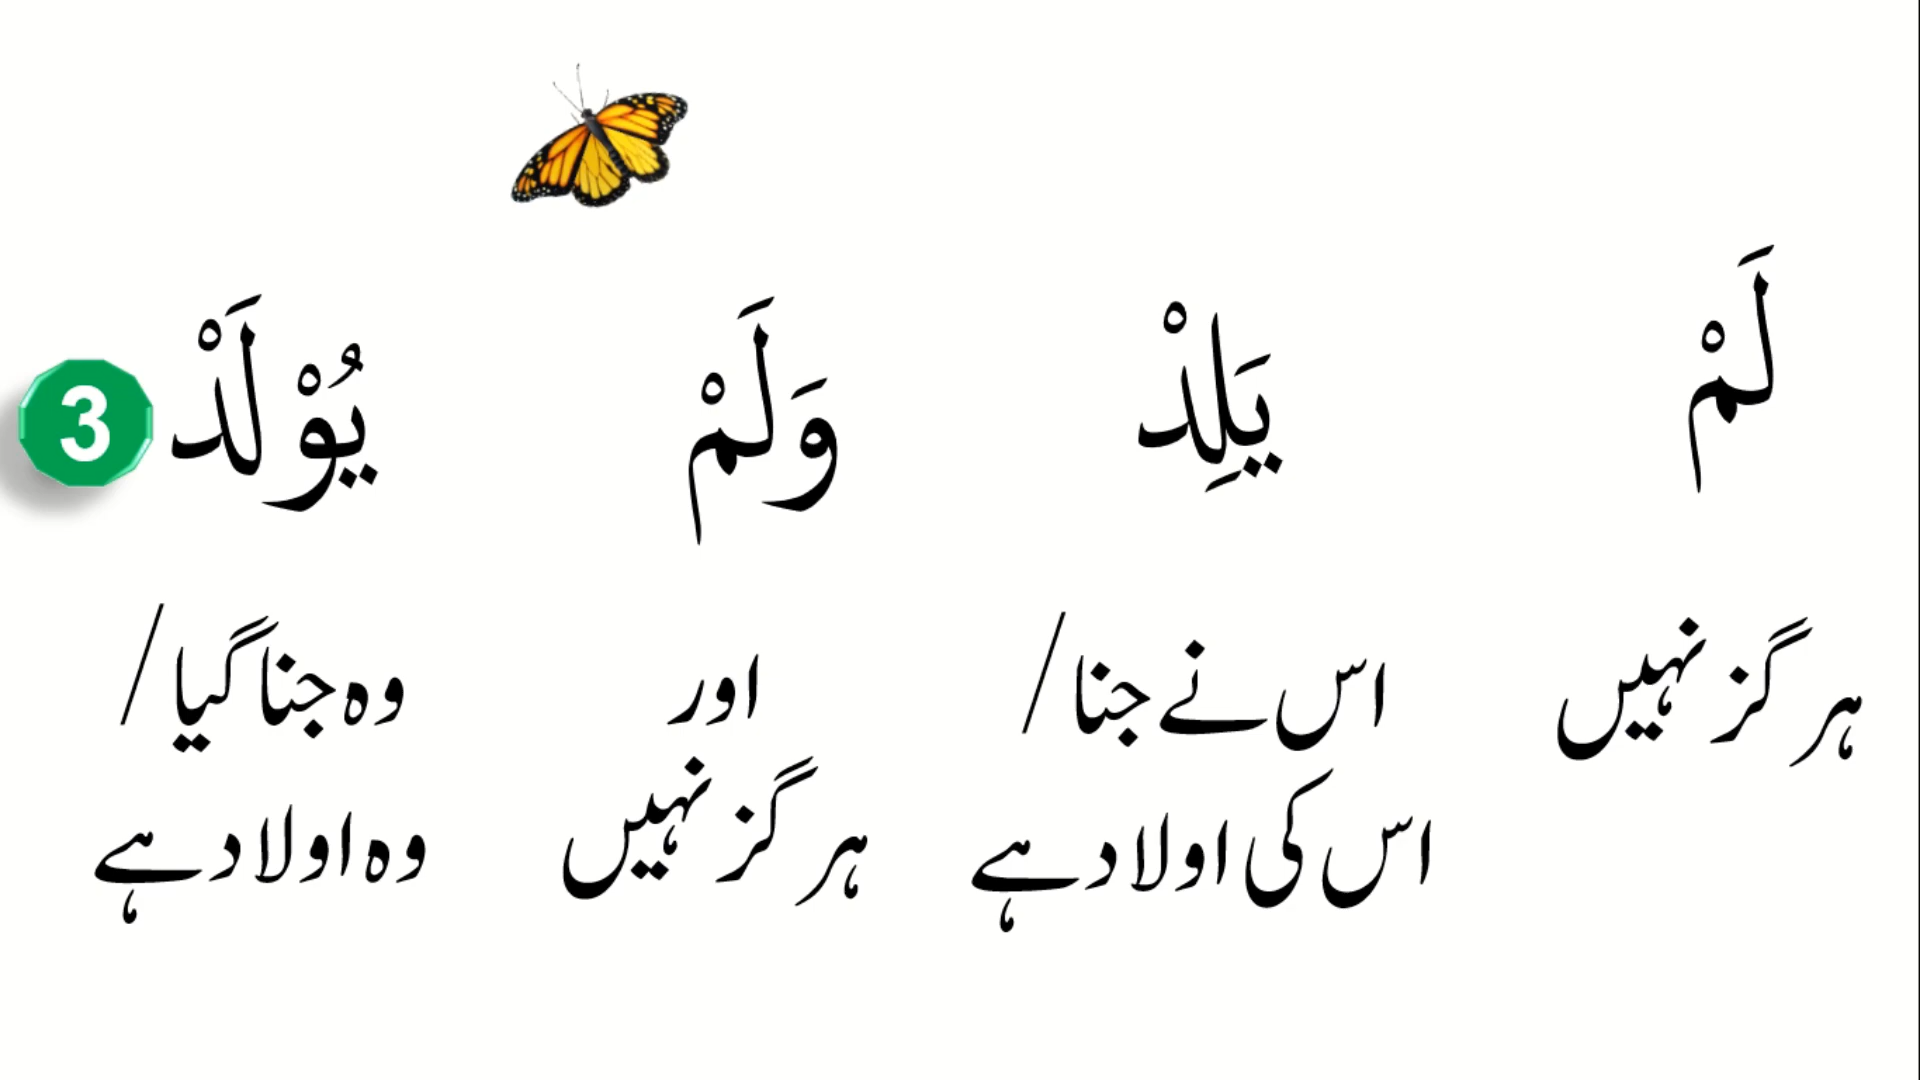 لَمْ يَلِدْ وَلَمْ يُوْلَدْ 3
ہرگز نہیں اس نے جنا / اور وہ جنا گیا /
اس کی اولاد ہے ہرگز نہیں وہ اولاد ہے